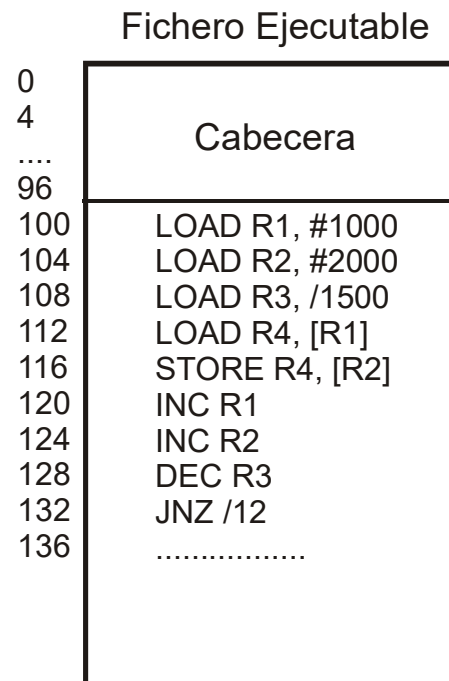 Fichero Ejecutable
0
4
....
96
Cabecera
100 LOAD R1, #1000
104 LOAD R2, #2000
108 LOAD R3, /1500
112 LOAD R4, [R1]
116 STORE R4, [R2]
120 INC R1
124 INC R2
128 DEC R3
132 JNZ /12
136 .................